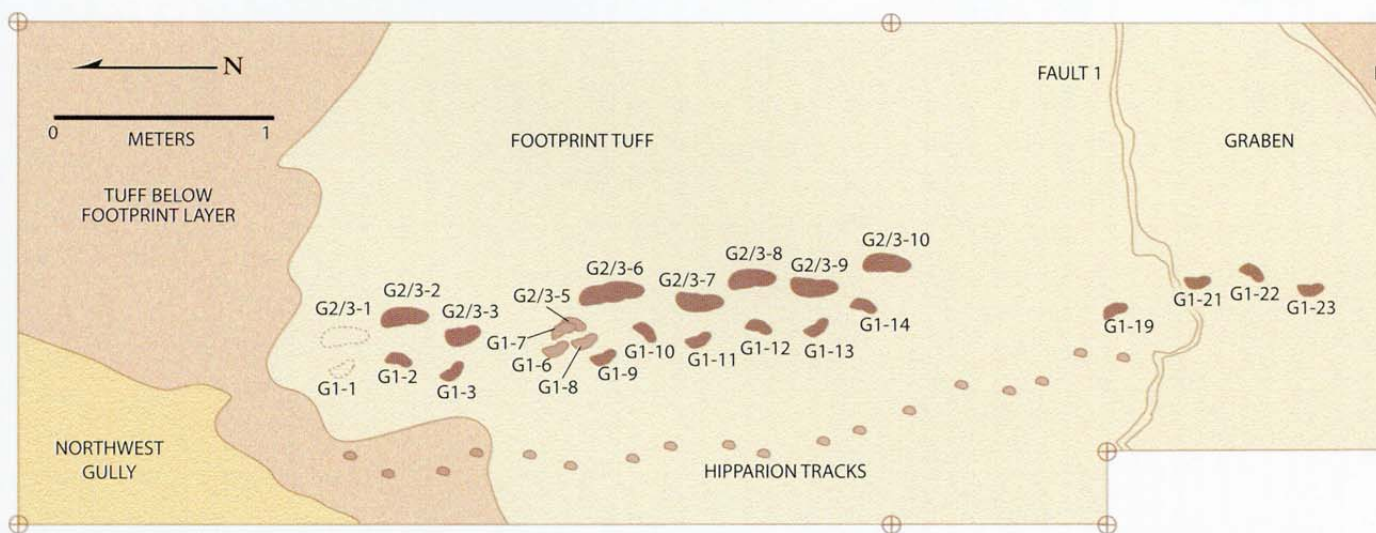 N
0
1
METERS
FAULT 1
FOOTPRINT TUFF
GRABEN
TUFF BELOW
FOOTPRINT LAYER
G2/3-10
G2/3-8
G2/3-9
G2/3-6
G2/3-7
G2/3-5
G2/3-2
G2/3-1
G2/3-3
G1-21
G1-22
G1-23
G1-19
G1-14
G1-7
G1-6
G1-8
G1-9
G1-10
G1-11
G1-12
G1-13
G1-1
G1-2
G1-3
NORTHWEST
GULLY
HIPPARION TRACKS